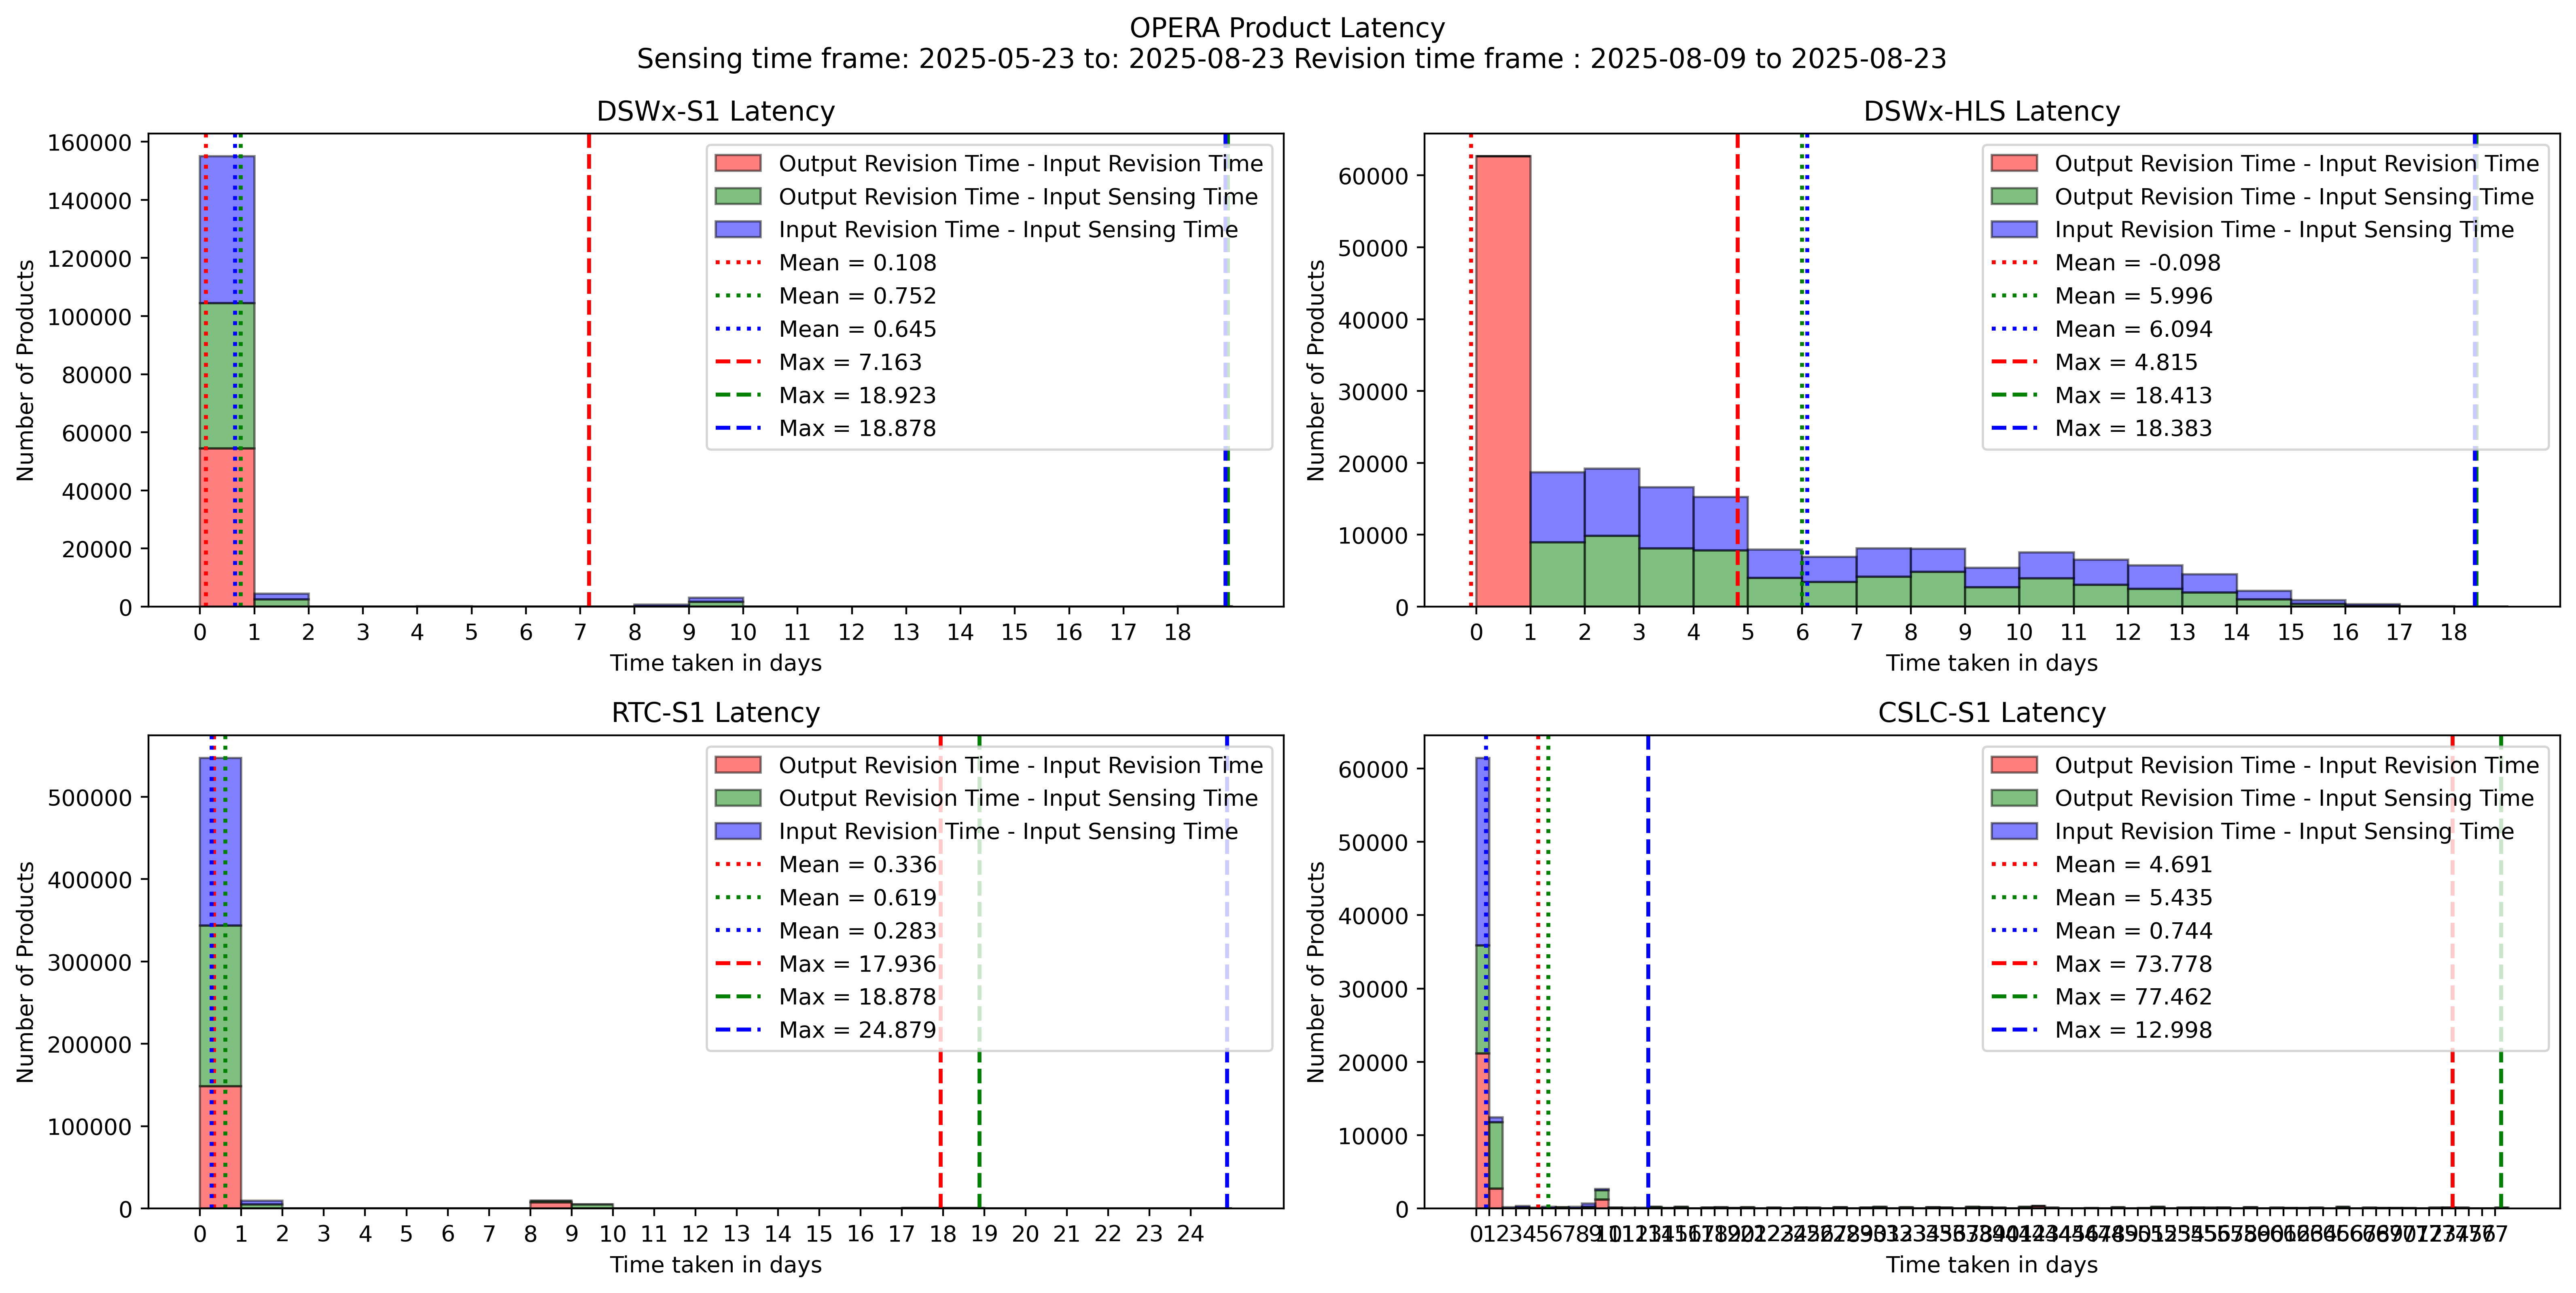 OPERA Product Latency
Sensing time frame: 2025-05-23 to: 2025-08-23 Revision time frame : 2025-08-09 to 2025-08-23
DSWx-S1 Latency
Number of Products
160000
140000
120000
100000
80000
60000
40000
20000
0
Output Revision Time - Input Revision Time
Output Revision Time - Input Sensing Time
Input Revision Time - Input Sensing Time
Mean = 0.108
Mean = 0.752
Mean = 0.645
Max = 7.163
Max = 18.923
Max = 18.878
0 1 2 3 4 5 6 7 8 9 10 11 12 13 14 15 16 17 18
Time taken in days
DSWx-HLS Latency
Number of Products
60000
50000
40000
30000
20000
10000
0
Output Revision Time - Input Revision Time
Output Revision Time - Input Sensing Time
Input Revision Time - Input Sensing Time
Mean = -0.098
Mean = 5.996
Mean = 6.094
Max = 4.815
Max = 18.413
Max = 18.383
0 1 2 3 4 5 6 7 8 9 10 11 12 13 14 15 16 17 18
Time taken in days
RTC-S1 Latency
Number of Products
500000
400000
300000
200000
100000
0
Output Revision Time - Input Revision Time
Output Revision Time - Input Sensing Time
Input Revision Time - Input Sensing Time
Mean = 0.336
Mean = 0.619
Mean = 0.283
Max = 17.936
Max = 18.878
Max = 24.879
0 1 2 3 4 5 6 7 8 9 10 11 12 13 14 15 16 17 18 19 20 21 22 23 24
Time taken in days
CSLC-S1 Latency
Number of Products
60000
50000
40000
30000
20000
10000
0
Output Revision Time - Input Revision Time
Output Revision Time - Input Sensing Time
Input Revision Time - Input Sensing Time
Mean = 4.691
Mean = 5.435
Mean = 0.744
Max = 73.778
Max = 77.462
Max = 12.998
0 1 2 3 4 5 6 7 8 9
Time taken in days